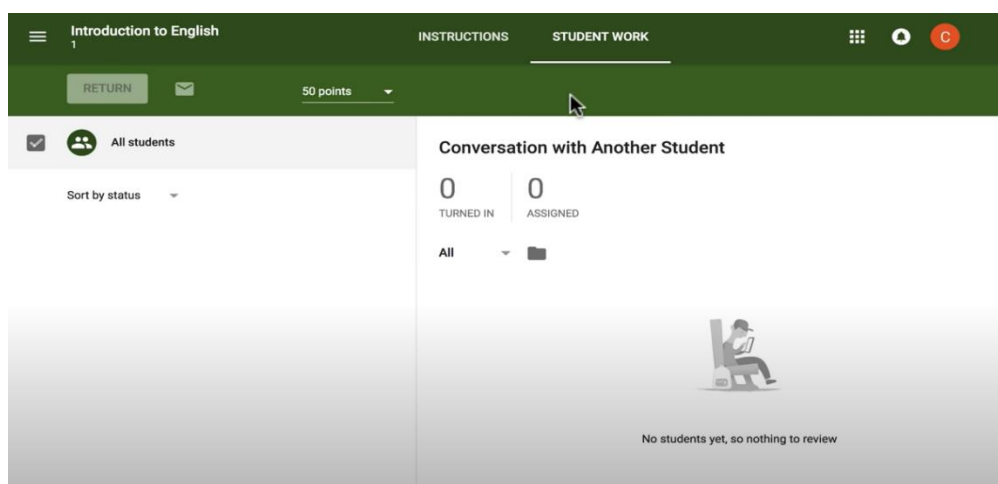 Introduction to English
1
INSTRUCTIONS
STUDENT WORK
C
RETURN
50 points
All students
Sort by status
Conversation with Another Student
0
TURNED IN
0
ASSIGNED
All
No students yet, so nothing to review